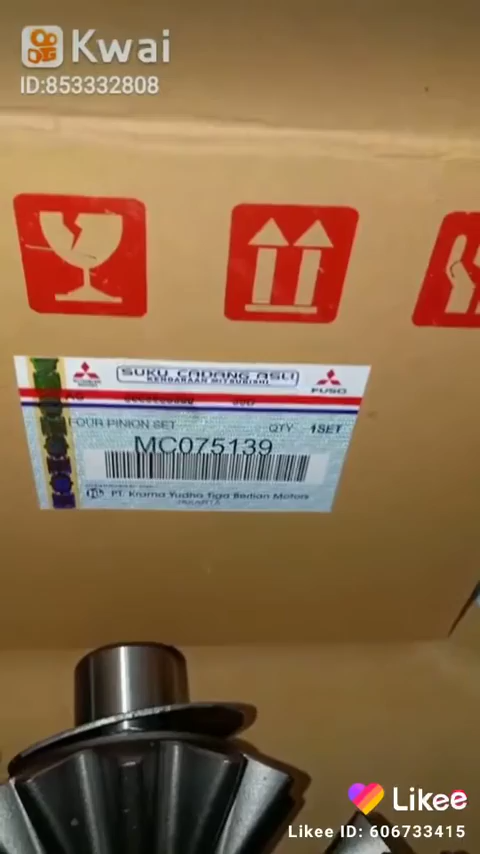 Kwai
ID:853332808
SUKU CADANG ASLI
KENDARAAN MITSUBISHI
FUSO
FOUR PINION SET
QTY 1SET
MC075139
PT. Krama Yudha Tiga Berlian Motors
JAKARTA
Likee
Likee ID: 606733415